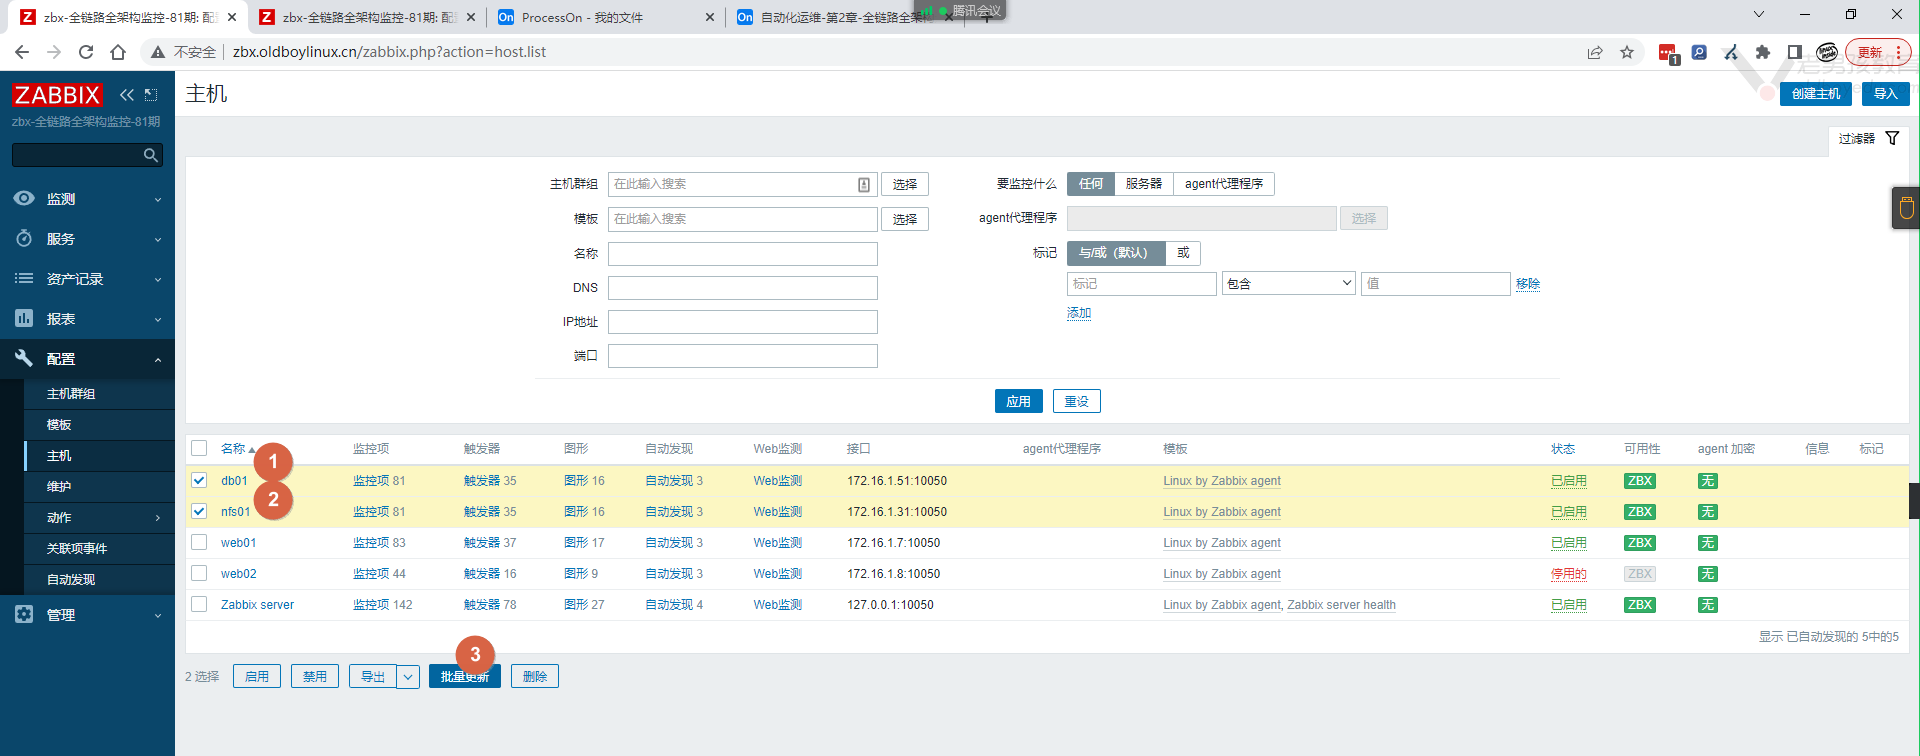 zbx-全链路全架构监控-81期: 配
zbx-全链路全架构监控-81期: 配
ProcessOn - 我的文件
自动化运维-第2章-全链路全架构
腾讯会议
不安全
zbx.oldboylinux.cn/zabbix.php?action=host.list
1
更新
ZABBIX
zbx-全链路全架构监控-81期
监测
服务
资产记录
报表
配置
主机群组
模板
主机
维护
动作
关联项事件
自动发现
管理
主机
老男孩教育
创建主机
导入
过滤器
主机群组
在此输入搜索
选择
模板
在此输入搜索
选择
名称
DNS
IP地址
端口
要监控什么
任何
服务器
agent代理程序
agent代理程序
选择
标记
与/或（默认）
或
标记
包含
值
移除
添加
应用
重设
名称 监控项 触发器 图形 自动发现 Web监测 接口 agent代理程序 模板 状态 可用性 agent 加密 信息 标记
1
db01 监控项 81 触发器 35 图形 16 自动发现 3 Web监测 172.16.1.51:10050 Linux by Zabbix agent 已启用 ZBX 无
2
nfs01 监控项 81 触发器 35 图形 16 自动发现 3 Web监测 172.16.1.31:10050 Linux by Zabbix agent 已启用 ZBX 无
web01 监控项 83 触发器 37 图形 17 自动发现 3 Web监测 172.16.1.7:10050 Linux by Zabbix agent 已启用 ZBX 无
web02 监控项 44 触发器 16 图形 9 自动发现 3 Web监测 172.16.1.8:10050 Linux by Zabbix agent 停用的 ZBX 无
Zabbix server 监控项 142 触发器 78 图形 27 自动发现 4 Web监测 127.0.0.1:10050 Linux by Zabbix agent, Zabbix server health 已启用 ZBX 无
显示 已自动发现的 5中的5
3
2 选择 启用 禁用 导出 批量更新 删除